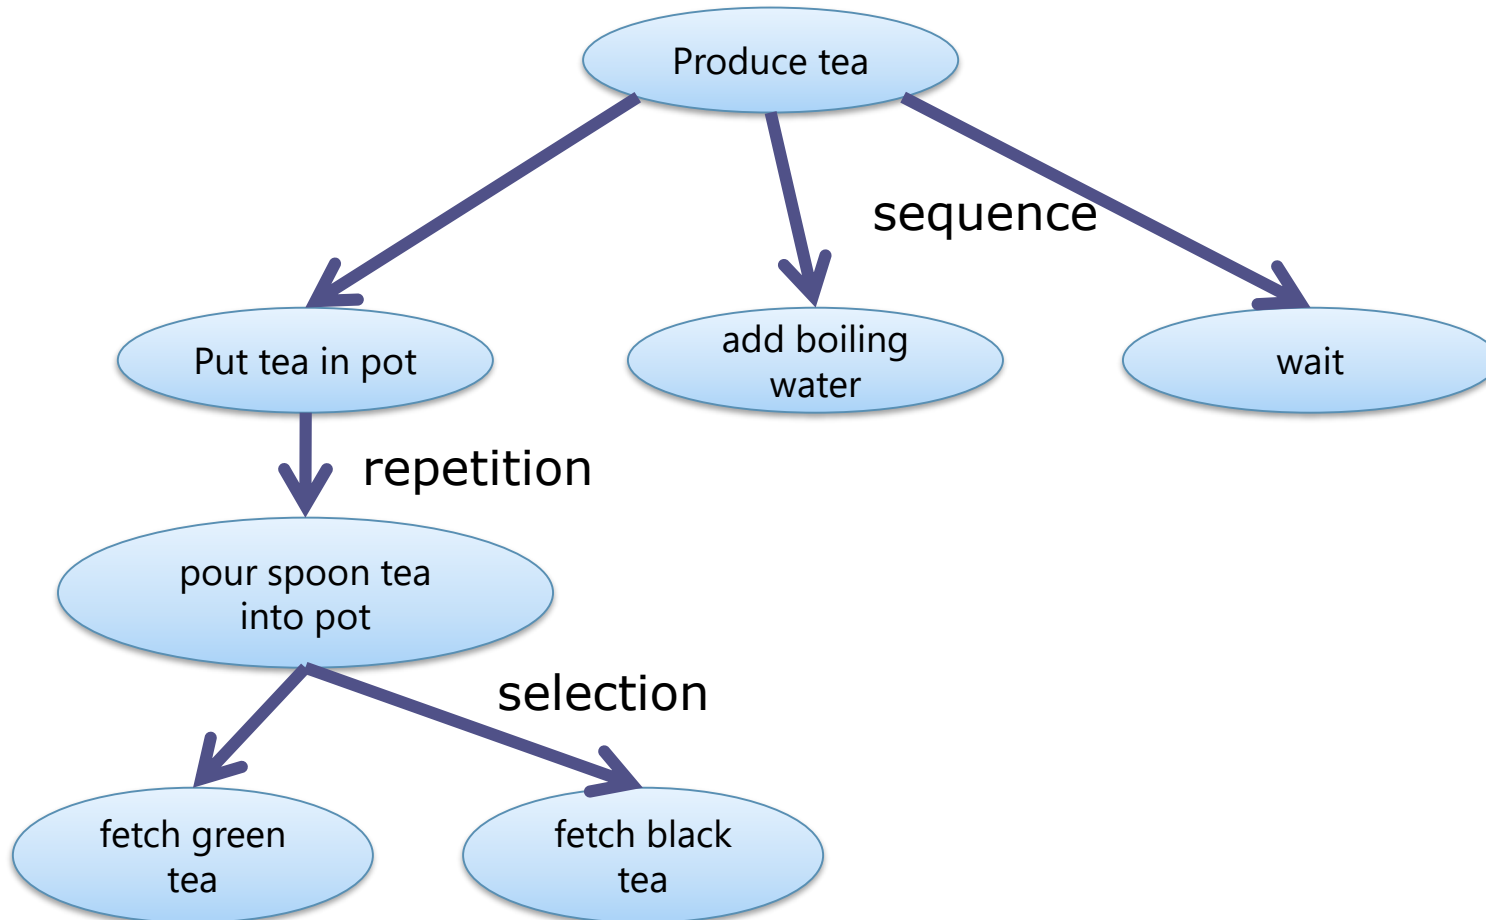 Produce tea
sequence
Put tea in pot
add boiling
water
wait
repetition
pour spoon tea
into pot
selection
fetch green
tea
fetch black
tea